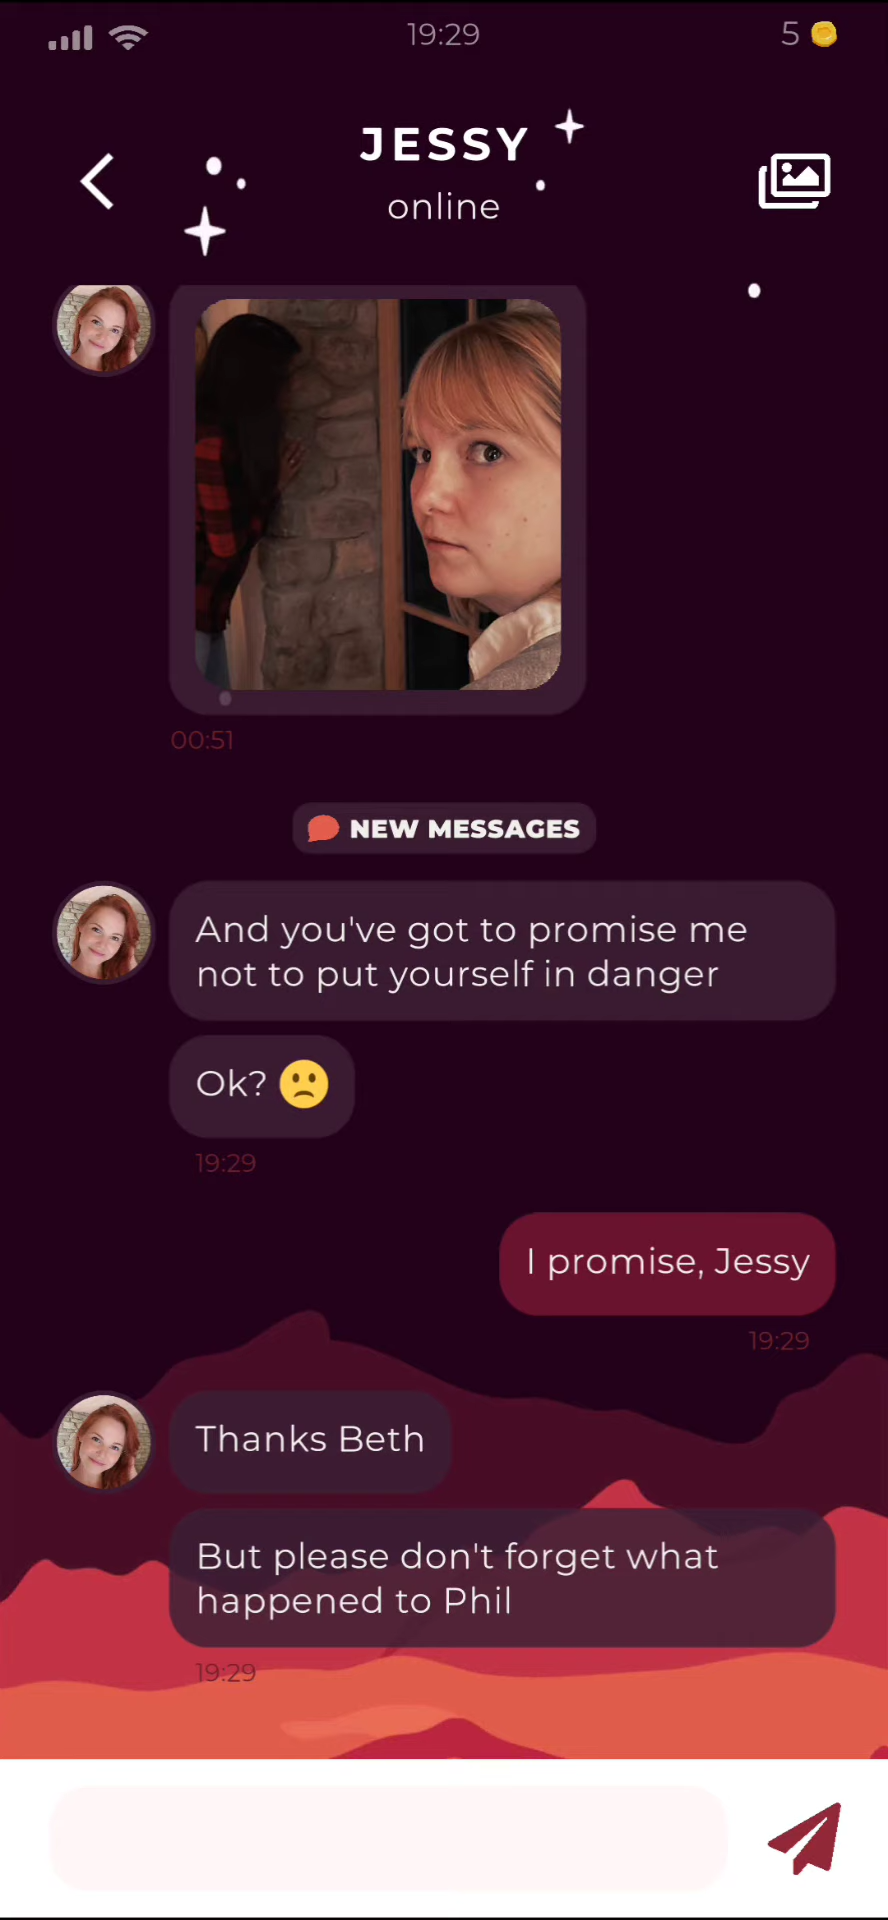 19:29
5
JESSY
online
00:51
NEW MESSAGES
And you've got to promise me
not to put yourself in danger
Ok? 🙁
19:29
I promise, Jessy
19:29
Thanks Beth
But please don't forget what
happened to Phil
19:29